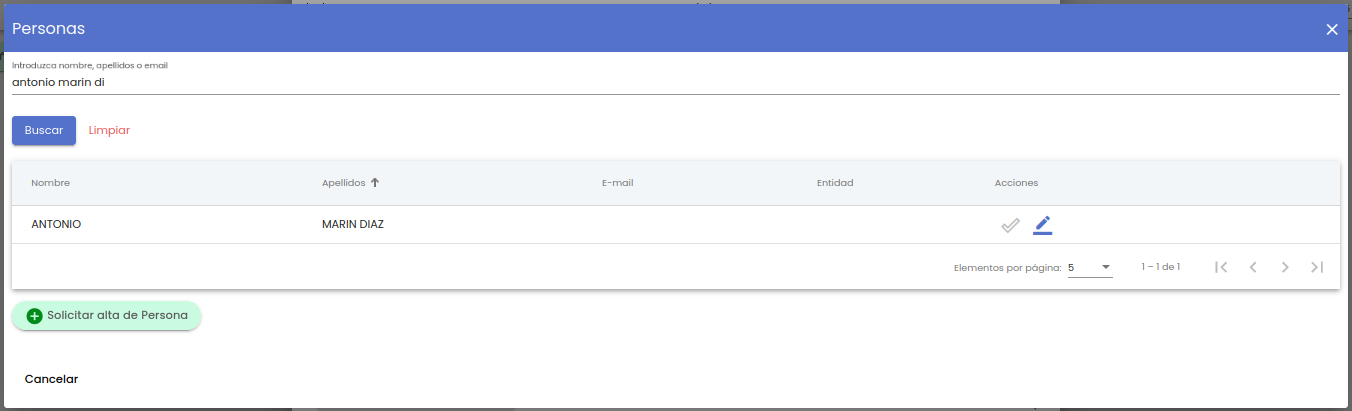 Personas
Introduzca nombre, apellidos o email
antonio marin di
Buscar Limpiar
Nombre Apellidos E-mail Entidad Acciones
ANTONIO MARIN DIAZ
Elementos por página: 5 1 – 1 de 1
Solicitar alta de Persona
Cancelar